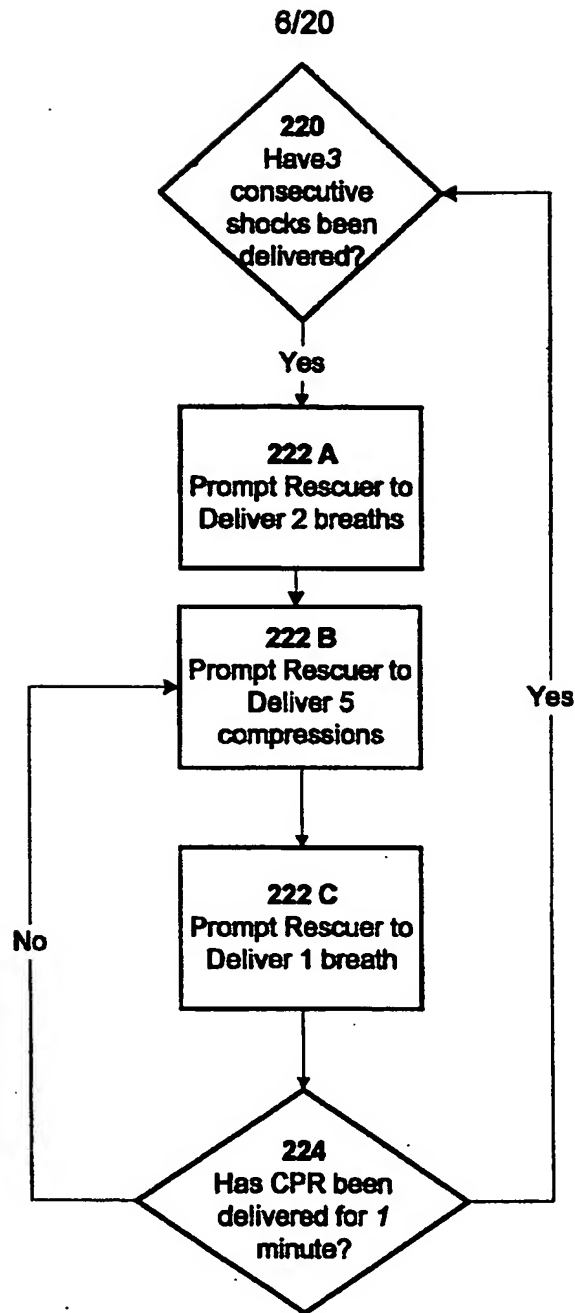 6/20
220
Have3
consecutive
shocks been
delivered?
Yes
222 A
Prompt Rescuer to
Deliver 2 breaths
222 B
Prompt Rescuer to
Deliver 5
compressions
Yes
222 C
Prompt Rescuer to
Deliver 1 breath
No
224
Has CPR been
delivered for 1
minute?